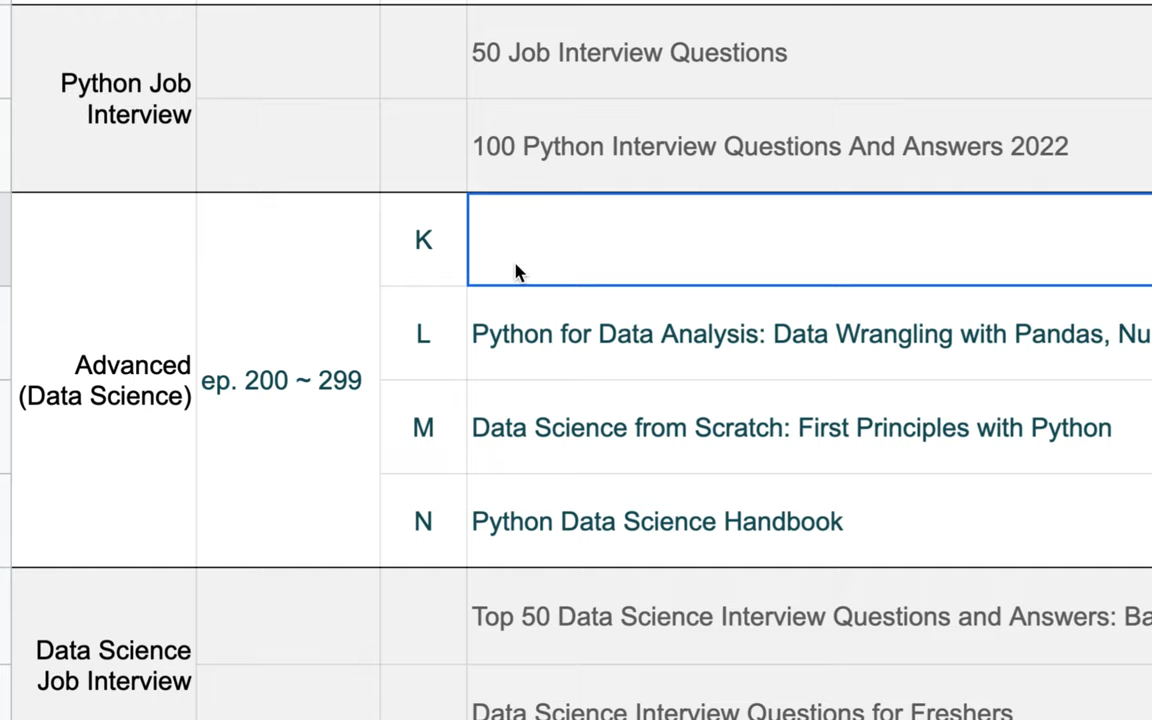 50 Job Interview Questions
Python Job
Interview
100 Python Interview Questions And Answers 2022
K
L
Python for Data Analysis: Data Wrangling with Pandas,
Advanced
(Data Science)
ep. 200 ~ 299
M
Data Science from Scratch: First Principles with Python
N
Python Data Science Handbook
Top 50 Data Science Interview Questions and Answers:
Data Science
Job Interview
Data Science Interview Questions for Freshers